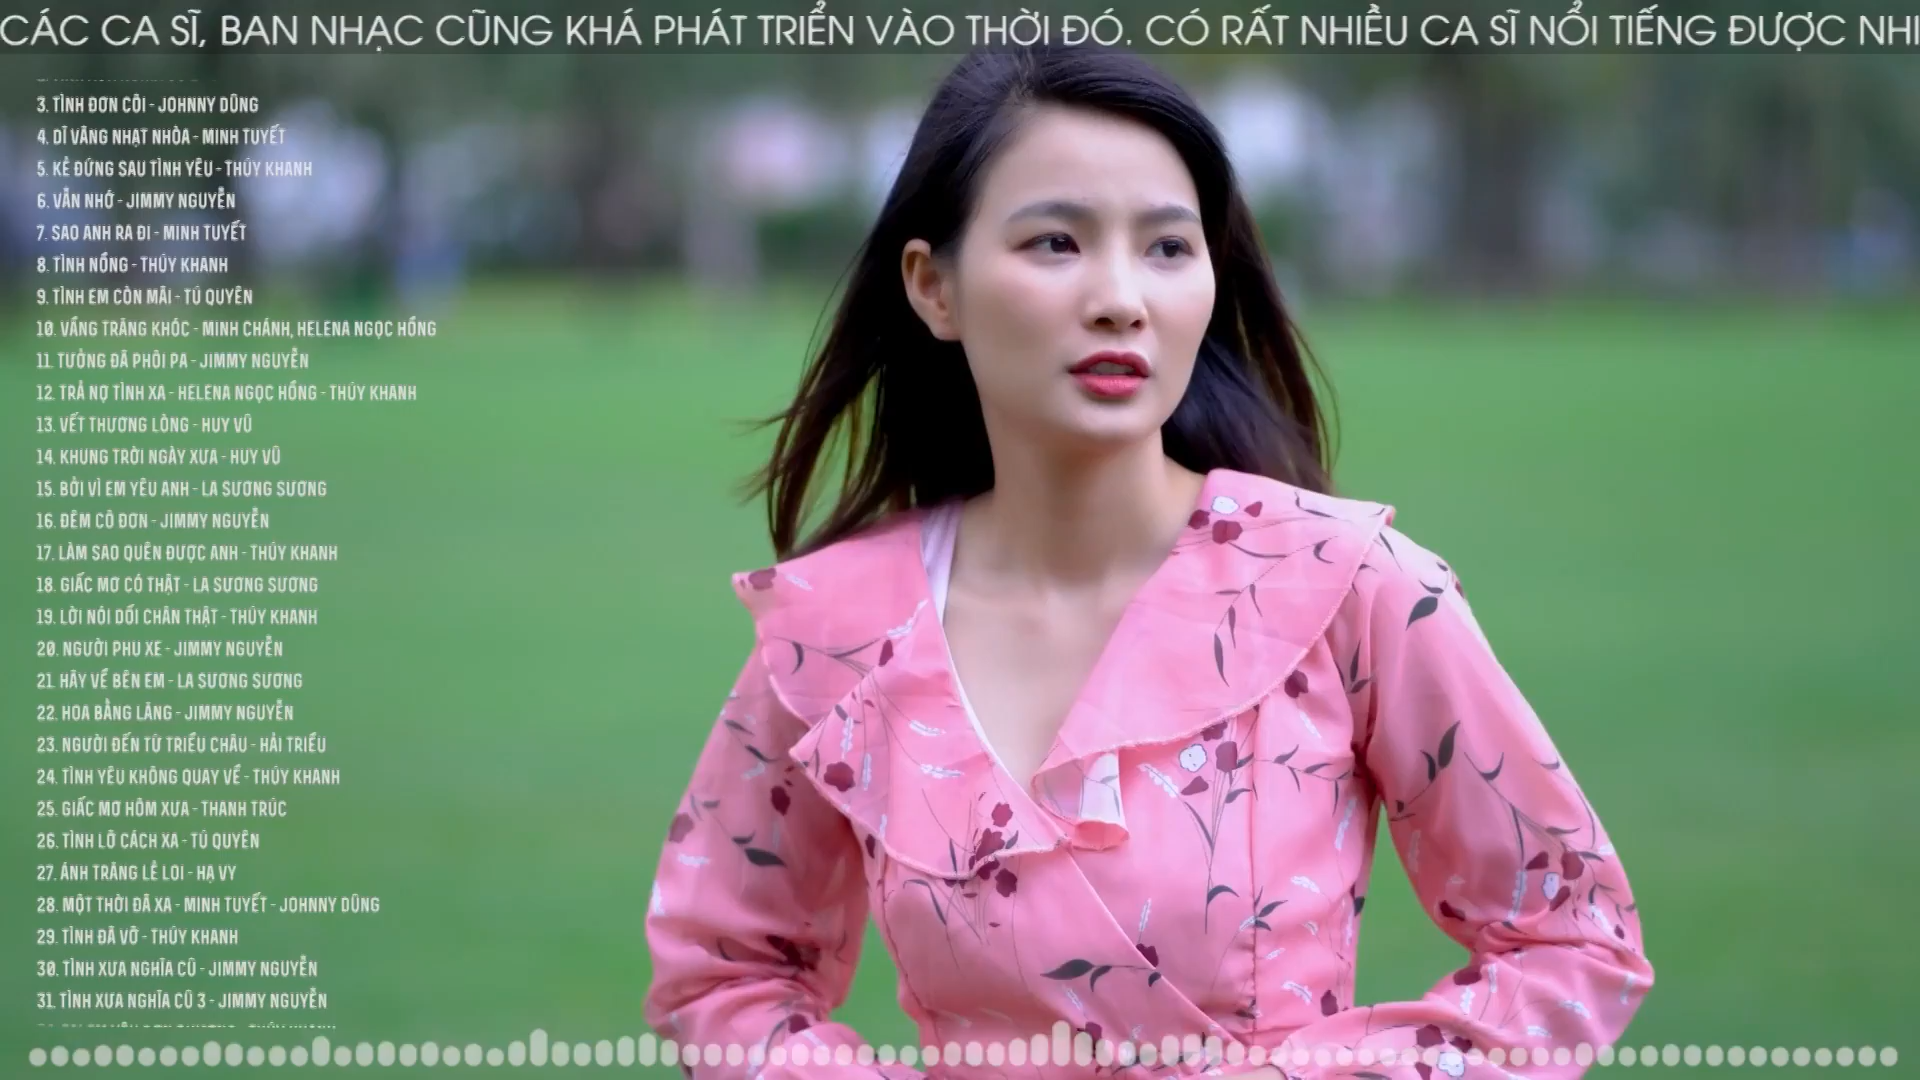 CÁC CA SĨ, BAN NHẠC CŨNG KHÁ PHÁT TRIỂN VÀO THỜI ĐÓ. CÓ RẤT NHIỀU CA SĨ NỔI TIẾNG ĐƯỢC NHI
3. TÌNH ĐƠN CÔI - JOHNNY DŨNG
4. DĨ VÃNG NHẠT NHÒA - MINH TUYẾT
5. KẺ ĐỨNG SAU TÌNH YÊU - THÚY KHANH
6. VẪN NHỚ - JIMMY NGUYỄN
7. SAO ANH RA ĐI - MINH TUYẾT
8. TÌNH NỒNG - THÚY KHANH
9. TÌNH EM CÒN MÃI - TÚ QUYÊN
10. VẦNG TRĂNG KHÓC - MINH CHÁNH, HELENA NGỌC HỒNG
11. TƯỞNG ĐÃ PHÔI PA - JIMMY NGUYỄN
12. TRẢ NỢ TÌNH XA - HELENA NGỌC HỒNG - THÚY KHANH
13. VẾT THƯƠNG LÒNG - HUY VŨ
14. KHUNG TRỜI NGÀY XƯA - HUY VŨ
15. BỞI VÌ EM YÊU ANH - LA SƯƠNG SƯƠNG
16. ĐÊM CÔ ĐƠN - JIMMY NGUYỄN
17. LÀM SAO QUÊN ĐƯỢC ANH - THÚY KHANH
18. GIẤC MƠ CÓ THẬT - LA SƯƠNG SƯƠNG
19. LỜI NÓI DỐI CHÂN THẬT - THÚY KHANH
20. NGƯỜI PHU XE - JIMMY NGUYỄN
21. HÃY VỀ BÊN EM - LA SƯƠNG SƯƠNG
22. HOA BẰNG LĂNG - JIMMY NGUYỄN
23. NGƯỜI ĐẾN TỪ TRIỀU CHÂU - HẢI TRIỀU
24. TÌNH YÊU KHÔNG QUAY VỀ - THÚY KHANH
25. GIẤC MƠ HÔM XƯA - THANH TRÚC
26. TÌNH LỠ CÁCH XA - TÚ QUYÊN
27. ÁNH TRĂNG LẺ LOI - HẠ VY
28. MỘT THỜI ĐÃ XA - MINH TUYẾT - JOHNNY DŨNG
29. TÌNH ĐÃ VỠ - THÚY KHANH
30. TÌNH XƯA NGHĨA CŨ - JIMMY NGUYỄN
31. TÌNH XƯA NGHĨA CŨ 3 - JIMMY NGUYỄN